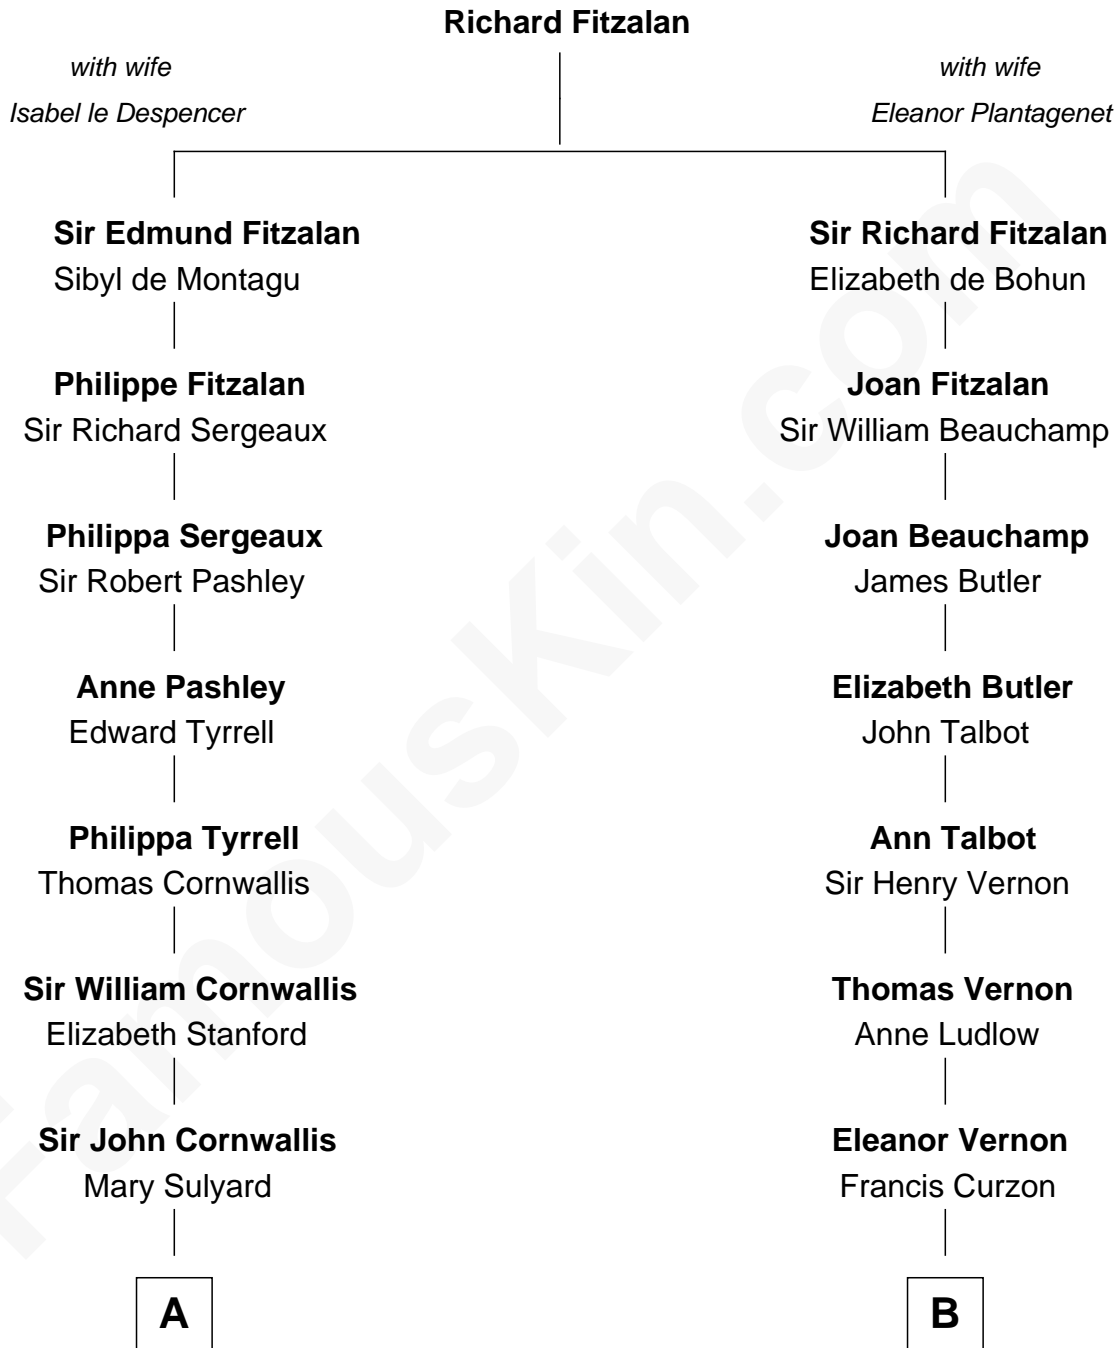 Richard Fitzalan
with wife
Isabel le Despencer
with wife
Eleanor Plantagenet
Sir Edmund Fitzalan
Sibyl de Montagu
Sir Richard Fitzalan
Elizabeth de Bohun
Philippe Fitzalan
Sir Richard Sergeaux
Joan Fitzalan
Sir William Beauchamp
Philippa Sergeaux
Sir Robert Pashley
Joan Beauchamp
James Butler
Anne Pashley
Edward Tyrrell
Elizabeth Butler
John Talbot
Philippa Tyrrell
Thomas Cornwallis
Ann Talbot
Sir Henry Vernon
Sir William Cornwallis
Elizabeth Stanford
Thomas Vernon
Anne Ludlow
Sir John Cornwallis
Mary Sulyard
Eleanor Vernon
Francis Curzon
A
B
FamousKin.com